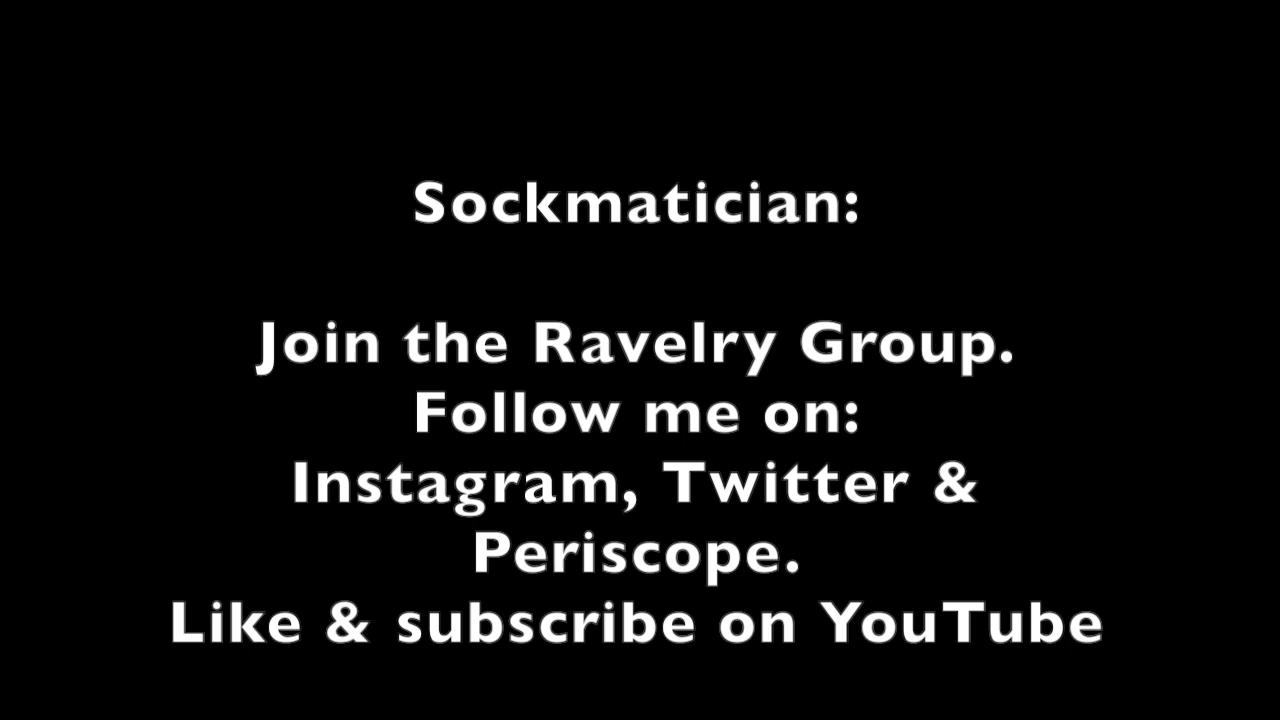 Sockmatician:
Join the Ravelry Group.
Follow me on:
Instagram, Twitter &
Periscope.
Like & subscribe on YouTube